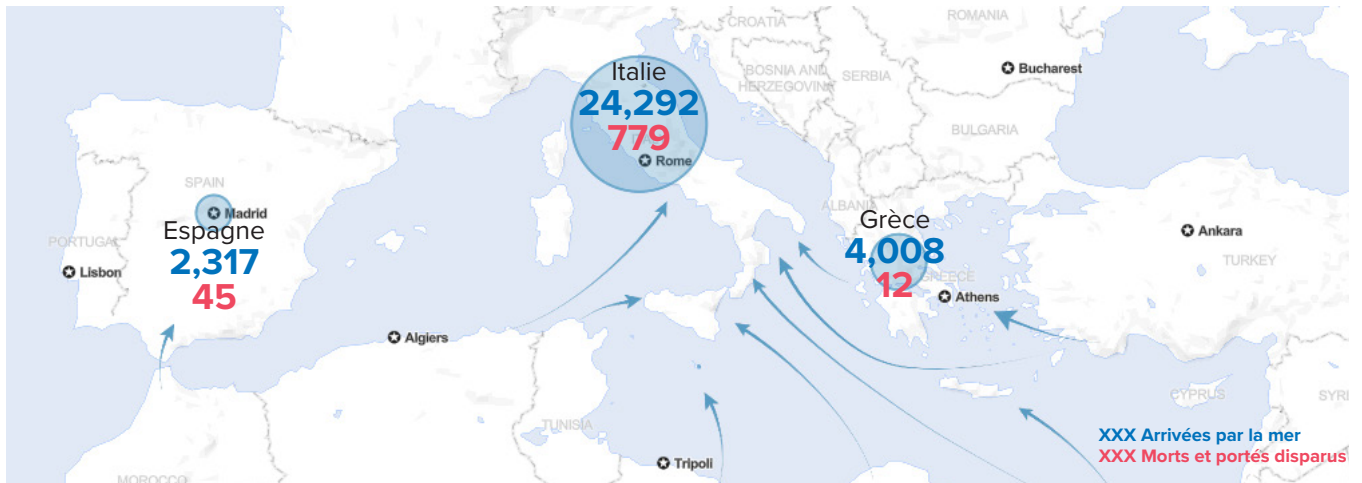 CROATIA
ROMANIA
Italie
24,292
779
Rome
BOSNIA AND
HERZEGOVINA
SERBIA
Bucharest
BULGARIA
SPAIN
Madrid
Espagne
2,317
45
PORTUGAL
Lisbon
ALBANIA
Grèce
4,008
12
GREECE
Athens
Ankara
TURKEY
Algiers
TUNISIA
Tripoli
MOROCCO
CYPRUS
XXX Arrivées par la mer
XXX Morts et portés disparus